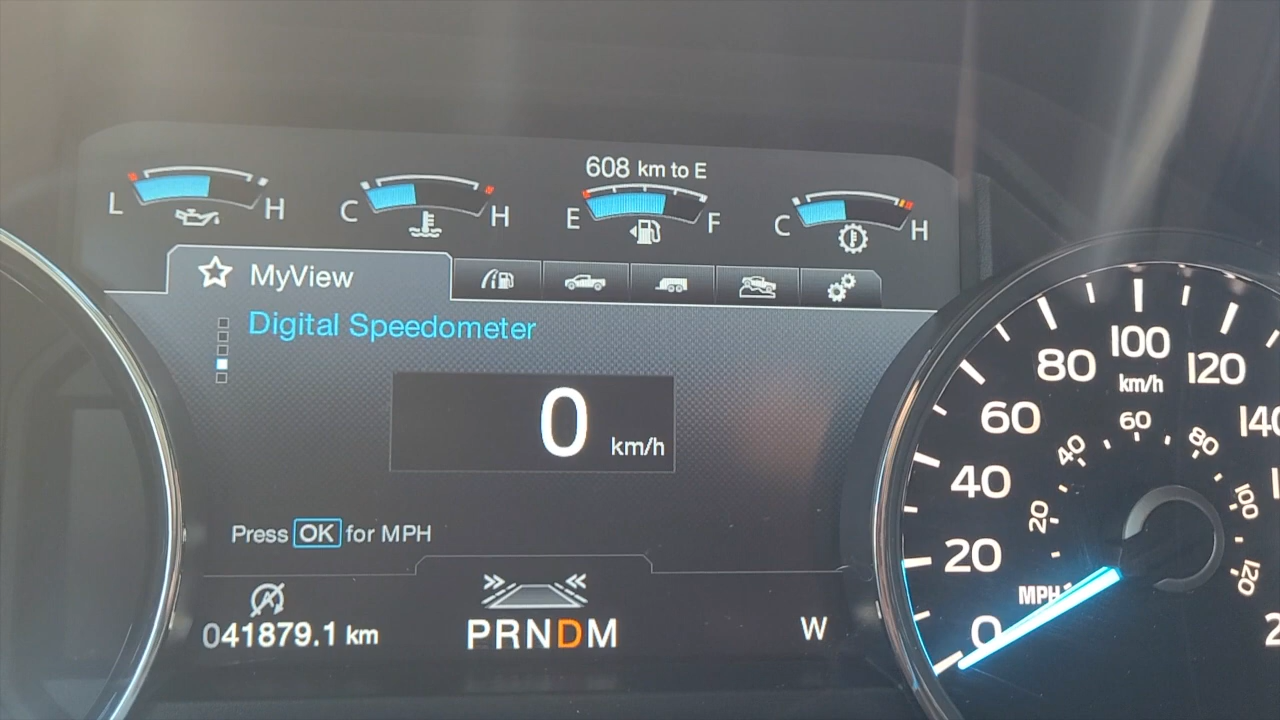 608 km to E
L H
C H
E F
C H
MyView
Digital Speedometer
0 km/h
Press OK for MPH
041879.1 km
PRNDM
W
0
20
40
60
80
100
120
140
km/h
MPH
20
40
60
80
100
120